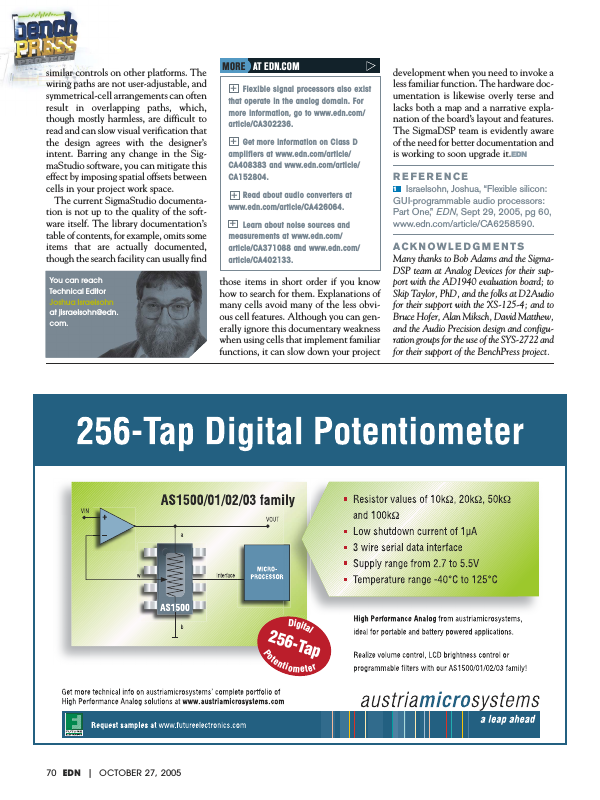 bench
PRESS
PROJECT
similar controls on other platforms. The
wiring paths are not user-adjustable, and
symmetrical-cell arrangements can often
result in overlapping paths, which,
though mostly harmless, are difficult to
read and can slow visual verification that
the design agrees with the designer's
intent. Barring any change in the Sig-
maStudio software, you can mitigate this
effect by imposing spatial offsets between
cells in your project work space.
The current SigmaStudio documenta-
tion is not up to the quality of the soft-
ware itself. The library documentation's
table of contents, for example, omits some
items that are actually documented,
though the search facility can usually find
You can reach
Technical Editor
Joshua Israelsohn
at jisraelsohn@edn.
com.
MORE AT EDN.COM
+ Flexible signal processors also exist
that operate in the analog domain. For
more information, go to www.edn.com/
article/CA302236.
+ Get more information on Class D
amplifiers at www.edn.com/article/
CA408383 and www.edn.com/article/
CA152804.
+ Read about audio converters at
www.edn.com/article/CA426064.
+ Learn about noise sources and
measurements at www.edn.com/
article/CA371088 and www.edn.com/
article/CA402133.
those items in short order if you know
how to search for them. Explanations of
many cells avoid many of the less obvi-
ous cell features. Although you can gen-
erally ignore this documentary weakness
when using cells that implement familiar
functions, it can slow down your project
development when you need to invoke a
less familiar function. The hardware doc-
umentation is likewise overly terse and
lacks both a map and a narrative expla-
nation of the board's layout and features.
The SigmaDSP team is evidently aware
of the need for better documentation and
is working to soon upgrade it.EDN
REFERENCE
1 Israelsohn, Joshua, "Flexible silicon:
GUI-programmable audio processors:
Part One," EDN, Sept 29, 2005, pg 60,
www.edn.com/article/CA6258590.
ACKNOWLEDGMENTS
Many thanks to Bob Adams and the Sigma-
DSP team at Analog Devices for their sup-
port with the AD1940 evaluation board; to
Skip Taylor, PhD, and the folks at D2Audio
for their support with the XS-125-4; and to
Bruce Hofer, Alan Miksch, David Matthew,
and the Audio Precision design and configu-
ration groups for the use of the SYS-2722 and
for their support of the BenchPress project.
256-Tap Digital Potentiometer
AS1500/01/02/03 family
VIN
+
–
VOUT
a
w
Interface
MICRO-
PROCESSOR
AS1500
b
Digital
256-Tap
Potentiometer
Resistor values of 10kΩ, 20kΩ, 50kΩ
and 100kΩ
Low shutdown current of 1µA
3 wire serial data interface
Supply range from 2.7 to 5.5V
Temperature range -40°C to 125°C
High Performance Analog from austriamicrosystems,
ideal for portable and battery powered applications.
Realize volume control, LCD brightness control or
programmable filters with our AS1500/01/02/03 family!
Get more technical info on austriamicrosystems' complete portfolio of
High Performance Analog solutions at www.austriamicrosystems.com
austriamicrosystems
a leap ahead
Request samples at www.futureelectronics.com
70 EDN | OCTOBER 27, 2005